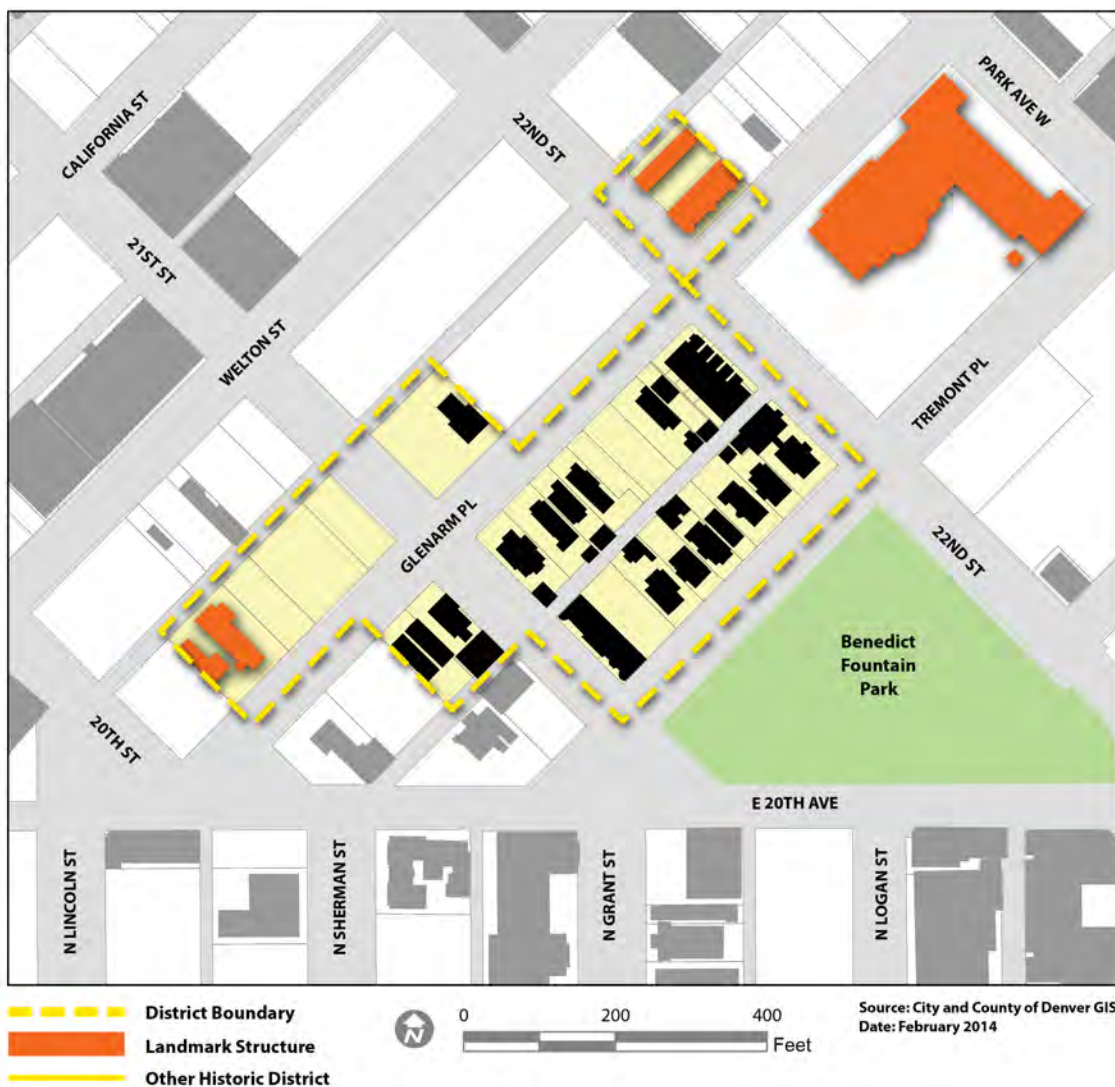 PARK AVE W
CALIFORNIA ST
22ND ST
21ST ST
WELTON ST
TREMONT PL
GLENARM PL
22ND ST
Benedict
Fountain
Park
20TH ST
E 20TH AVE
N LINCOLN ST
N SHERMAN ST
N GRANT ST
N LOGAN ST
District Boundary
Landmark Structure
Other Historic District
N
0 200 400
Feet
Source: City and County of Denver GIS
Date: February 2014